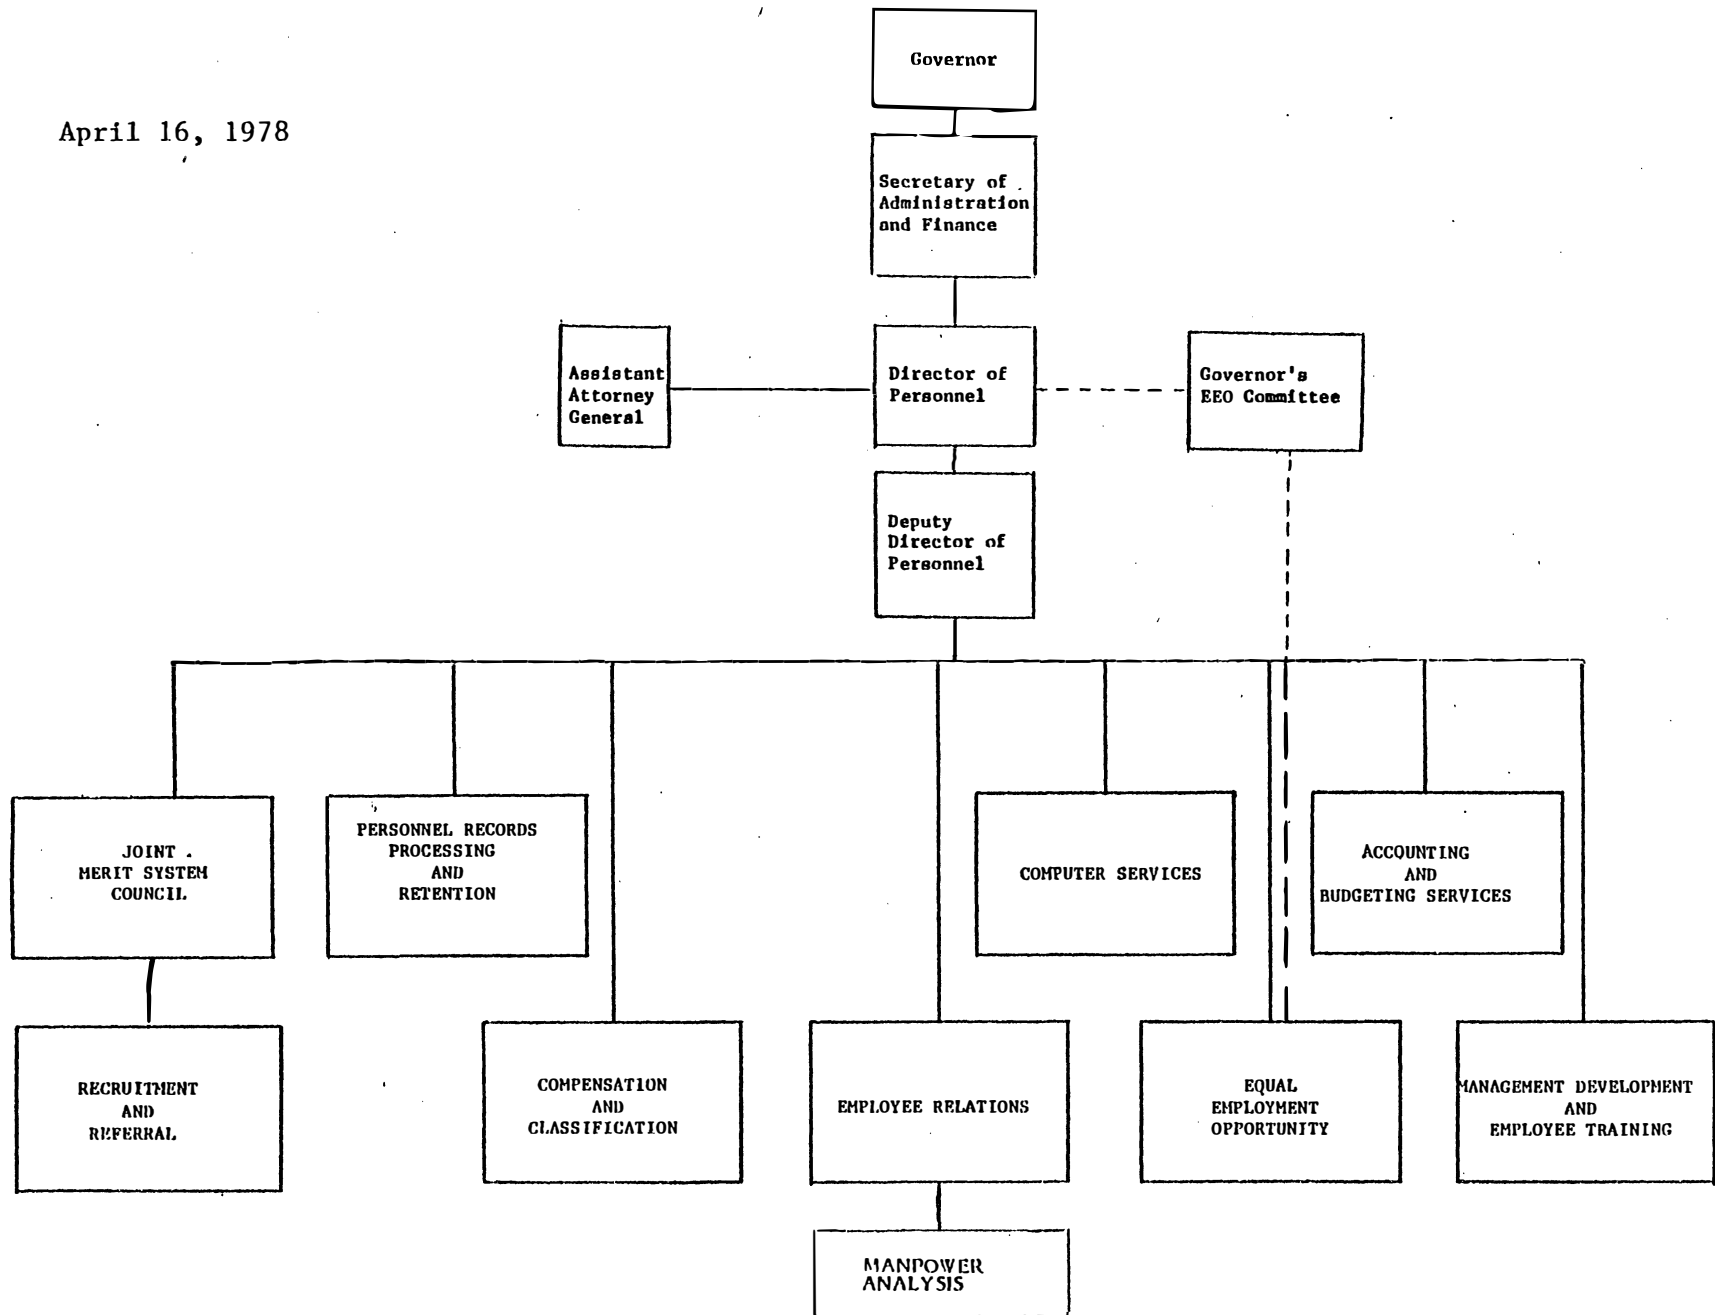 Governor
April 16, 1978
Secretary of
Administration
and Finance
Assistant
Attorney
General
Director of
Personnel
Governor's
EEO Committee
Deputy
Director of
Personnel
JOINT
MERIT SYSTEM
COUNCIL
PERSONNEL RECORDS
PROCESSING
AND
RETENTION
COMPUTER SERVICES
ACCOUNTING
AND
BUDGETING SERVICES
RECRUITMENT
AND
REFERRAL
COMPENSATION
AND
CLASSIFICATION
EMPLOYEE RELATIONS
EQUAL
EMPLOYMENT
OPPORTUNITY
MANAGEMENT DEVELOPMENT
AND
EMPLOYEE TRAINING
MANPOWER
ANALYSIS